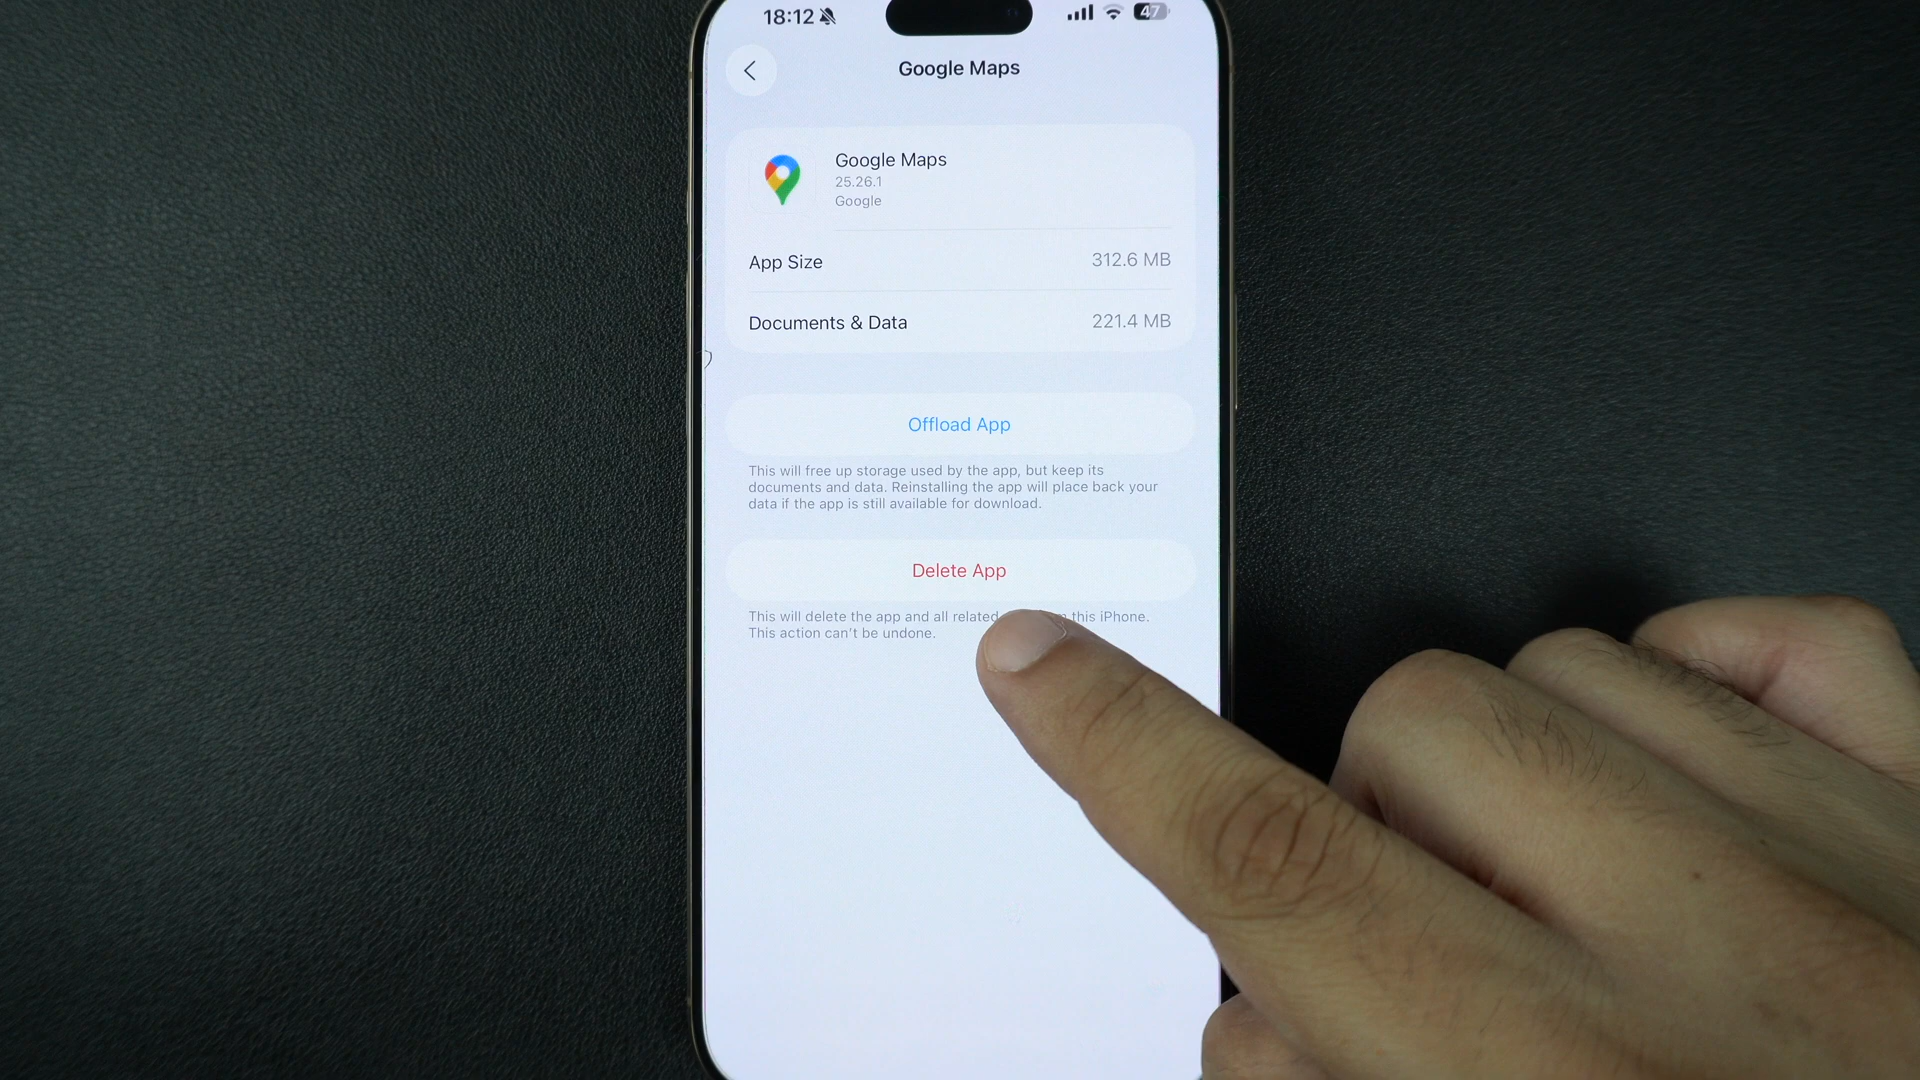 18:12
47
Google Maps
Google Maps
25.26.1
Google
App Size
312.6 MB
Documents & Data
221.4 MB
Offload App
This will free up storage used by the app, but keep its
documents and data. Reinstalling the app will place back your
data if the app is still available for download.
Delete App
This will delete the app and all related this iPhone.
This action can't be undone.